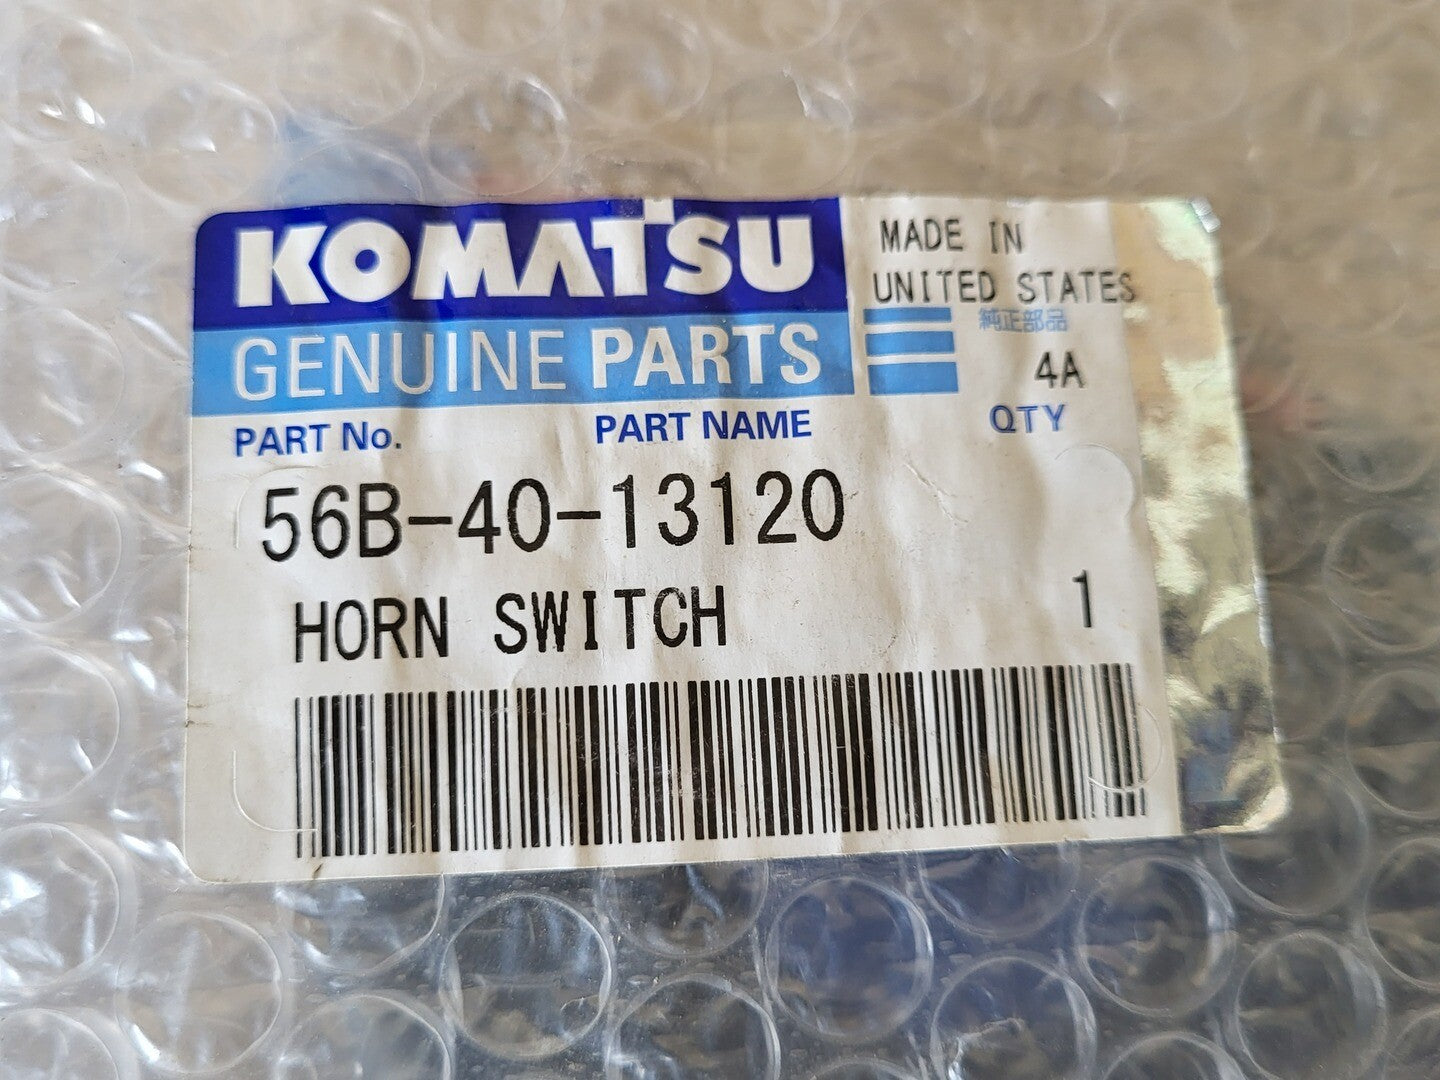 KOMATSU
GENUINE PARTS
MADE IN
UNITED STATES
純正部品
4A
PART No. PART NAME QTY
56B-40-13120
HORN SWITCH 1